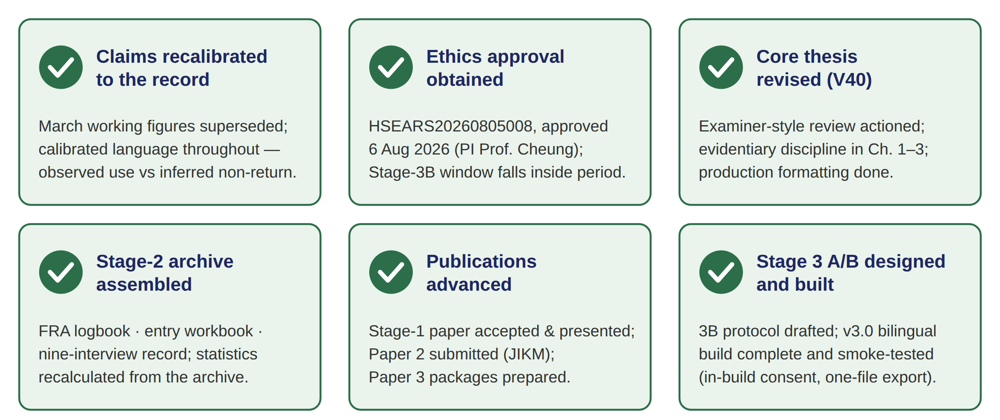 Claims recalibrated
to the record
March working figures superseded;
calibrated language throughout —
observed use vs inferred non-return.
Ethics approval
obtained
HSEARS20260805008, approved
6 Aug 2026 (PI Prof. Cheung);
Stage-3B window falls inside period.
Core thesis
revised (V40)
Examiner-style review actioned;
evidentiary discipline in Ch. 1–3;
production formatting done.
Stage-2 archive
assembled
FRA logbook · entry workbook ·
nine-interview record; statistics
recalculated from the archive.
Publications
advanced
Stage-1 paper accepted & presented;
Paper 2 submitted (JIKM);
Paper 3 packages prepared.
Stage 3 A/B designed
and built
3B protocol drafted; v3.0 bilingual
build complete and smoke-tested
(in-build consent, one-file export).